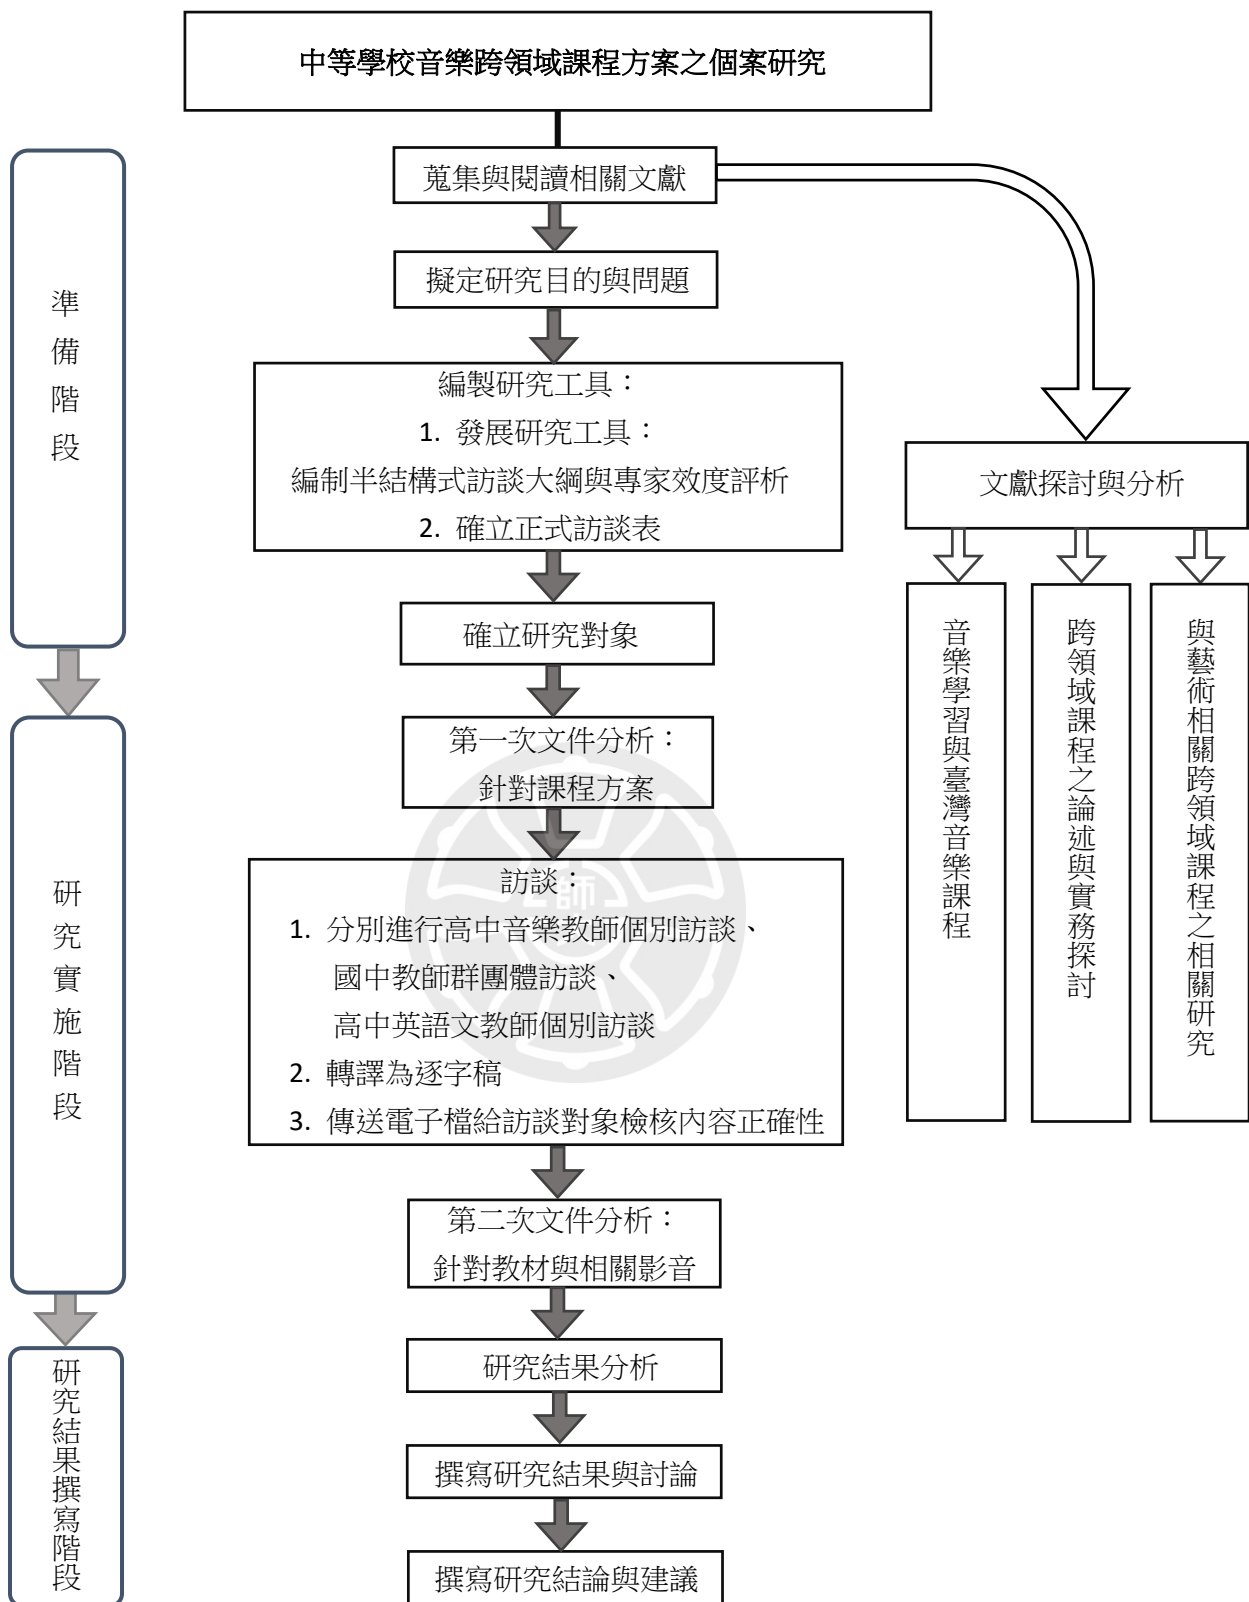 中等學校音樂跨領域課程方案之個案研究
準備階段
蒐集與閱讀相關文獻
擬定研究目的與問題
編製研究工具：
1. 發展研究工具：
編制半結構式訪談大綱與專家效度評析
2. 確立正式訪談表
確立研究對象
文獻探討與分析
音樂學習與臺灣音樂課程
跨領域課程之論述與實務探討
與藝術相關跨領域課程之相關研究
研究實施階段
第一次文件分析：
針對課程方案
訪談：
1. 分別進行高中音樂教師個別訪談、
國中教師群團體訪談、
高中英語文教師個別訪談
2. 轉譯為逐字稿
3. 傳送電子檔給訪談對象檢核內容正確性
師
第二次文件分析：
針對教材與相關影音
研究結果撰寫階段
研究結果分析
撰寫研究結果與討論
撰寫研究結論與建議